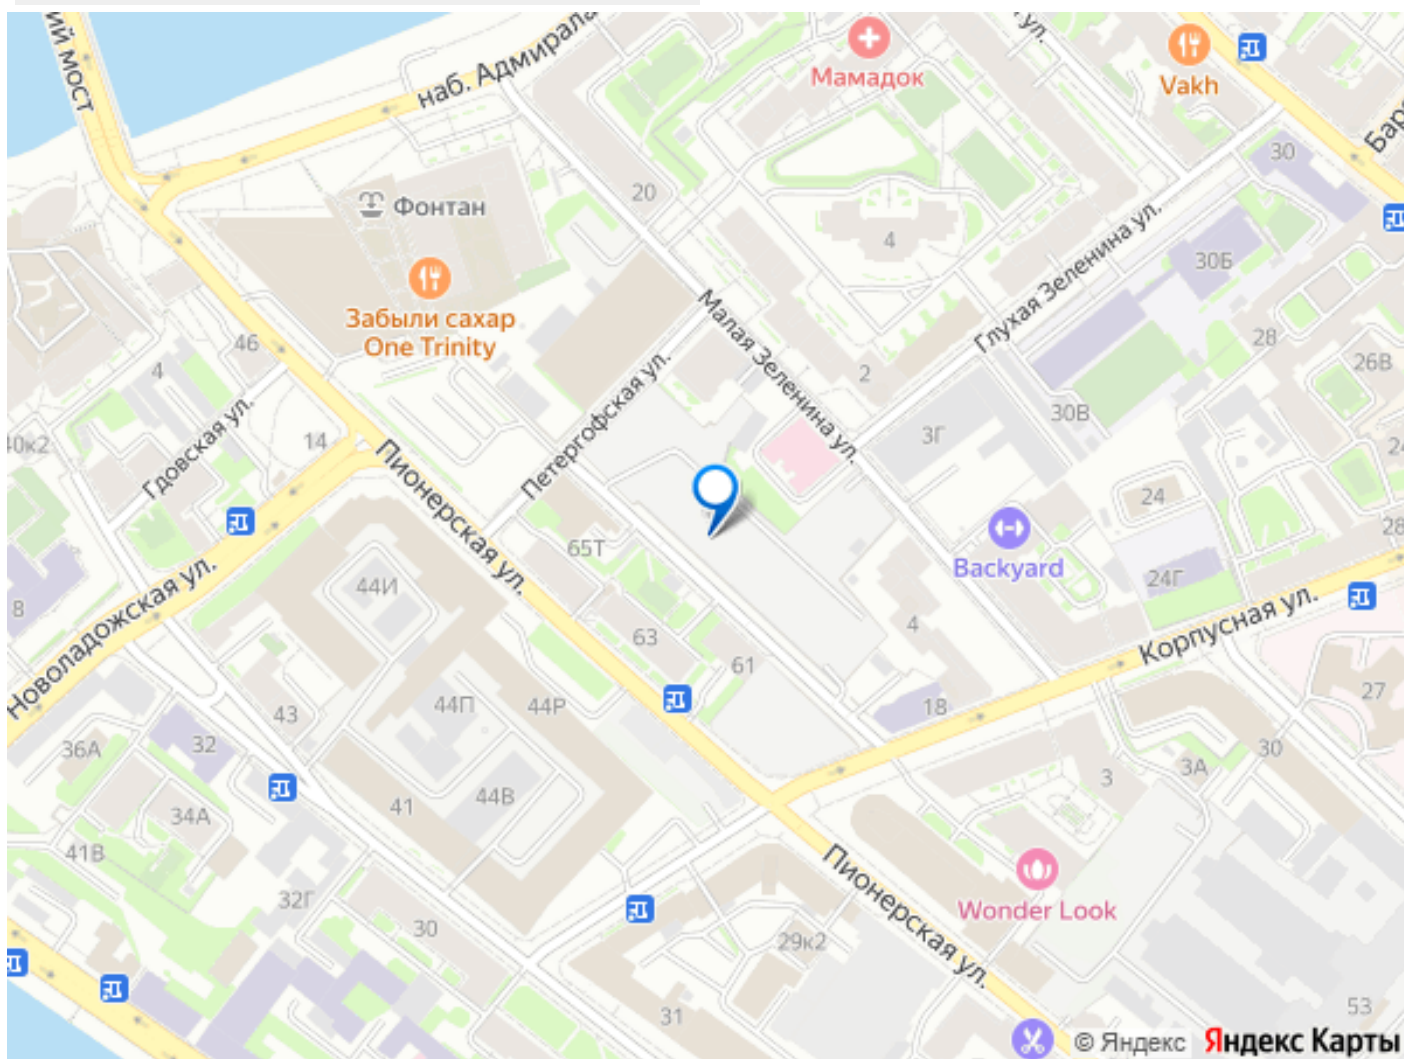 ий мост
наб. Адмирала
ул.
Мамадок
Vakh
Бар
30
20
Фонтан
4
30Б
Глухая Зеленина ул.
Забыли сахар
One Trinity
Малая Зеленина ул.
46
4
28
26В
2
Петергофская ул.
Гдовская ул.
30В
3Г
40к2
14
24
24
Пионерская ул.
28
65Т
Backyard
24Г
44И
Новоладожская ул.
8
Корпусная ул.
63
4
61
27
44П
44Р
18
43
32
36А
30
3А
3
44В
41
34А
41В
Пионерская ул.
32Г
30
Wonder Look
29к2
31
53
© Яндекс Яндекс Карты